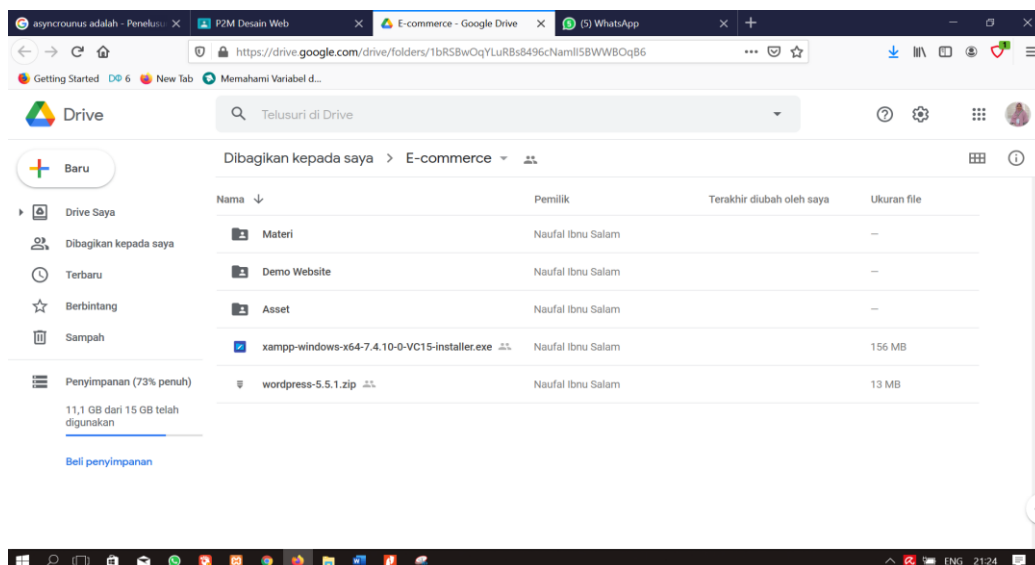 asyncrounus adalah - Penelusu
P2M Desain Web
E-commerce - Google Drive
(5) WhatsApp
https://drive.google.com/drive/folders/1bRSBwOqYLuRBs8496cNamlI5BWWBOqB6
Getting Started
6
New Tab
Memahami Variabel d...
Drive
Telusuri di Drive
Baru
Dibagikan kepada saya > E-commerce
Nama
Pemilik
Terakhir diubah oleh saya
Ukuran file
Drive Saya
Dibagikan kepada saya
Terbaru
Berbintang
Sampah
Penyimpanan (73% penuh)
11,1 GB dari 15 GB telah
digunakan
Beli penyimpanan
Materi
Naufal Ibnu Salam
—
Demo Website
Naufal Ibnu Salam
—
Asset
Naufal Ibnu Salam
—
xampp-windows-x64-7.4.10-0-VC15-installer.exe
Naufal Ibnu Salam
156 MB
wordpress-5.5.1.zip
Naufal Ibnu Salam
13 MB
ENG
21:24